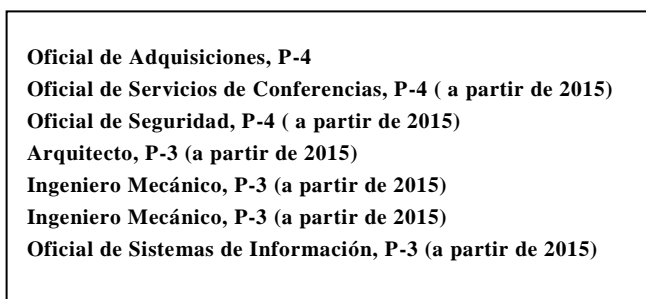 Oficial de Adquisiciones, P-4
Oficial de Servicios de Conferencias, P-4 ( a partir de 2015)
Oficial de Seguridad, P-4 ( a partir de 2015)
Arquitecto, P-3 (a partir de 2015)
Ingeniero Mecánico, P-3 (a partir de 2015)
Ingeniero Mecánico, P-3 (a partir de 2015)
Oficial de Sistemas de Información, P-3 (a partir de 2015)